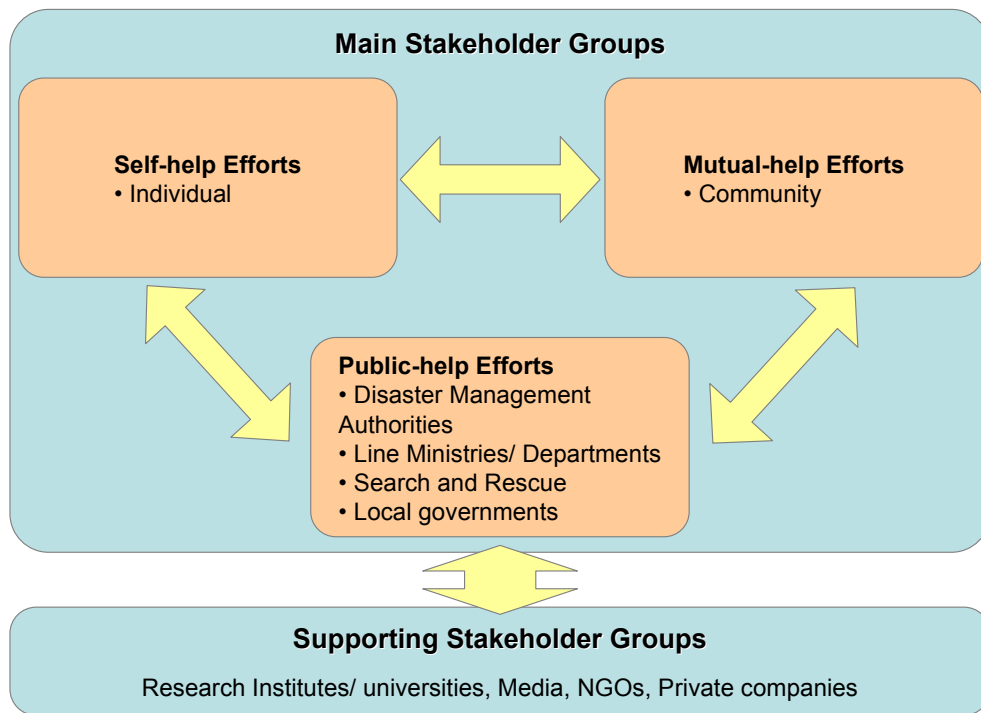 Main Stakeholder Groups
Self-help Efforts
• Individual
Mutual-help Efforts
• Community
Public-help Efforts
• Disaster Management
Authorities
• Line Ministries/ Departments
• Search and Rescue
• Local governments
Supporting Stakeholder Groups
Research Institutes/ universities, Media, NGOs, Private companies